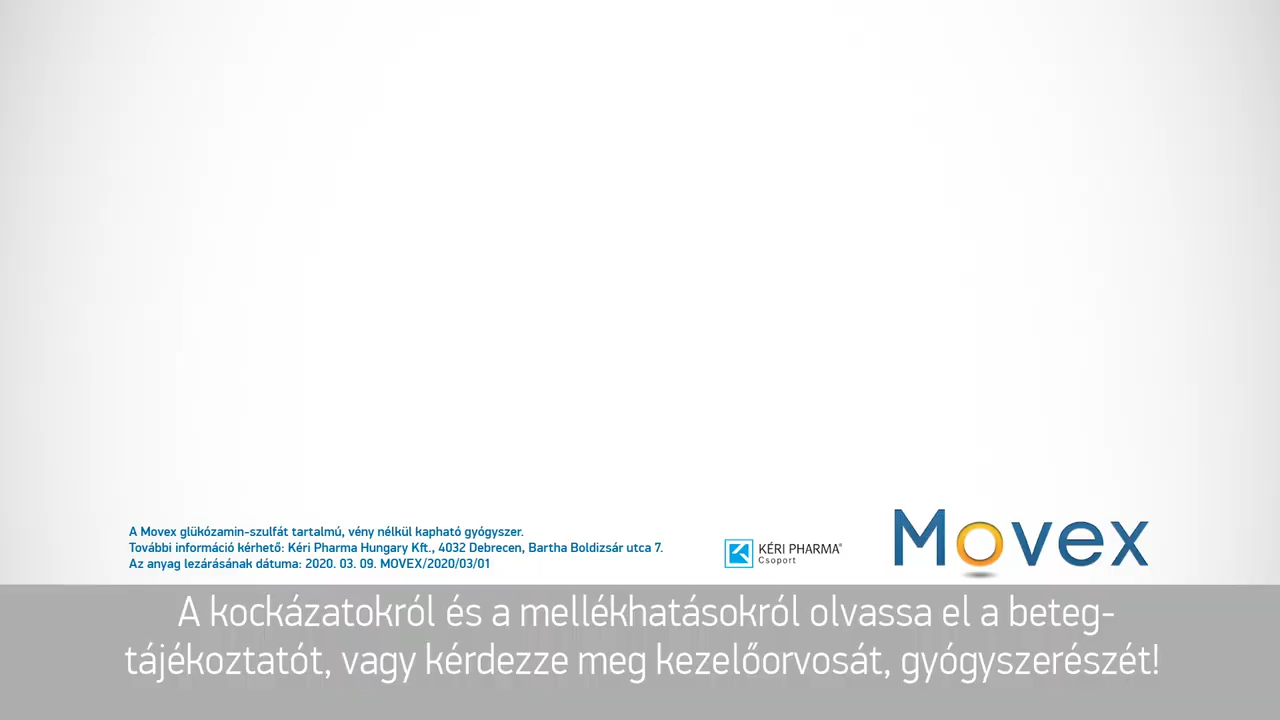 A Movex glükózamin-szulfát tartalmú, vény nélkül kapható gyógyszer.
További információ kérhető: Kéri Pharma Hungary Kft., 4032 Debrecen, Bartha Boldizsár utca 7.
Az anyag lezárásának dátuma: 2020. 03. 09. MOVEX/2020/03/01
KÉRI PHARMA®
Csoport
Movex
A kockázatokról és a mellékhatásokról olvassa el a beteg-
tájékoztatót, vagy kérdezze meg kezelőorvosát, gyógyszerészét!